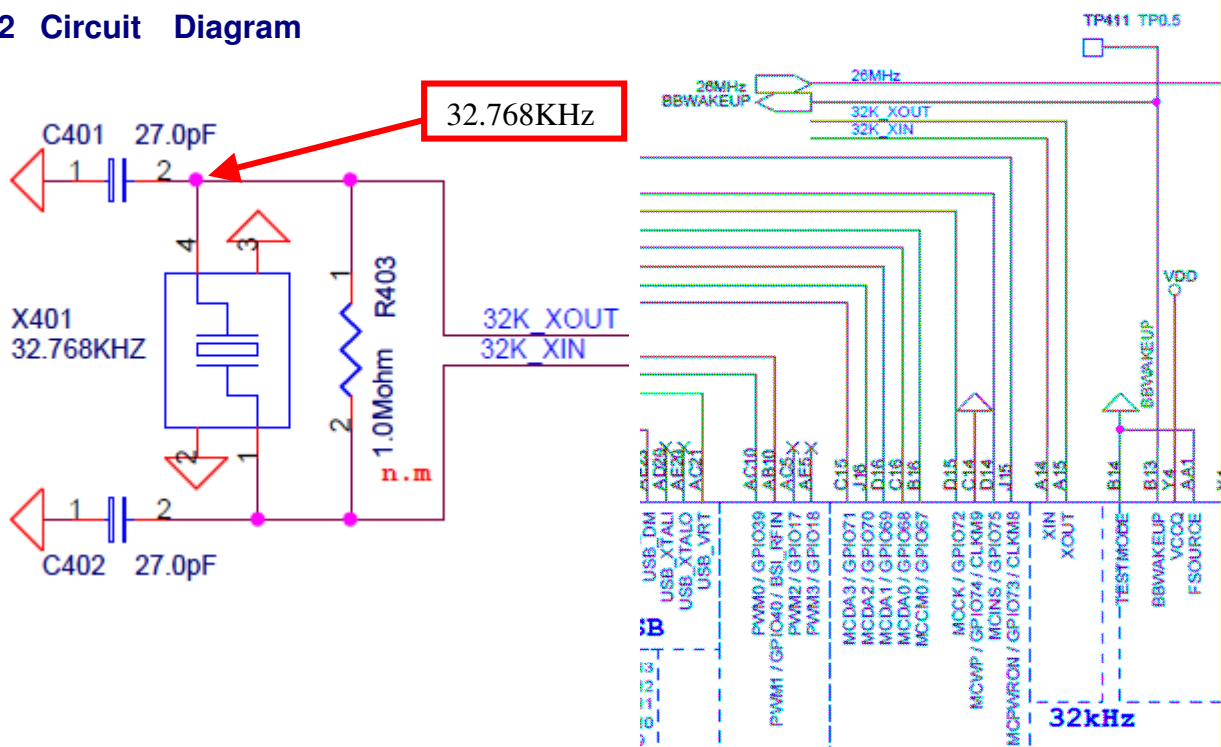 2 Circuit Diagram
32.768KHz
C401 27.0pF
1 2
4 3
X401
32.768KHZ
2 1
1 R403
1.0Mohm
2
n.m
32K_XOUT
32K_XIN
1 2
C402 27.0pF
TP411 TP0.5
26MHz
26MHz
BBWAKEUP
32K_XOUT
32K_XIN
VDD
BBWAKEUP
AD20
AE20
AC21
AC10
AB10
AC5
AE5
C15
J16
D16
C16
B16
D15
C14
D14
J15
A14
A15
B14
B13
Y4
AA1
USB_DM
USB_XTALI
USB_XTALO
USB_VRT
PWM0 / GPIO39
PWM1 / GPIO40 / BSI_RFIN
PWM2 / GPIO17
PWM3 / GPIO18
MCDA3 / GPIO71
MCDA2 / GPIO70
MCDA1 / GPIO69
MCDA0 / GPIO68
MCCM0 / GPIO67
MCCK / GPIO72
MCWP / GPIO74 / CLKM9
MCINS / GPIO75
MCPWRON / GPIO73 / CLKM8
XIN
XOUT
TESTMODE
BBWAKEUP
VCCQ
FSOURCE
SB
32kHz